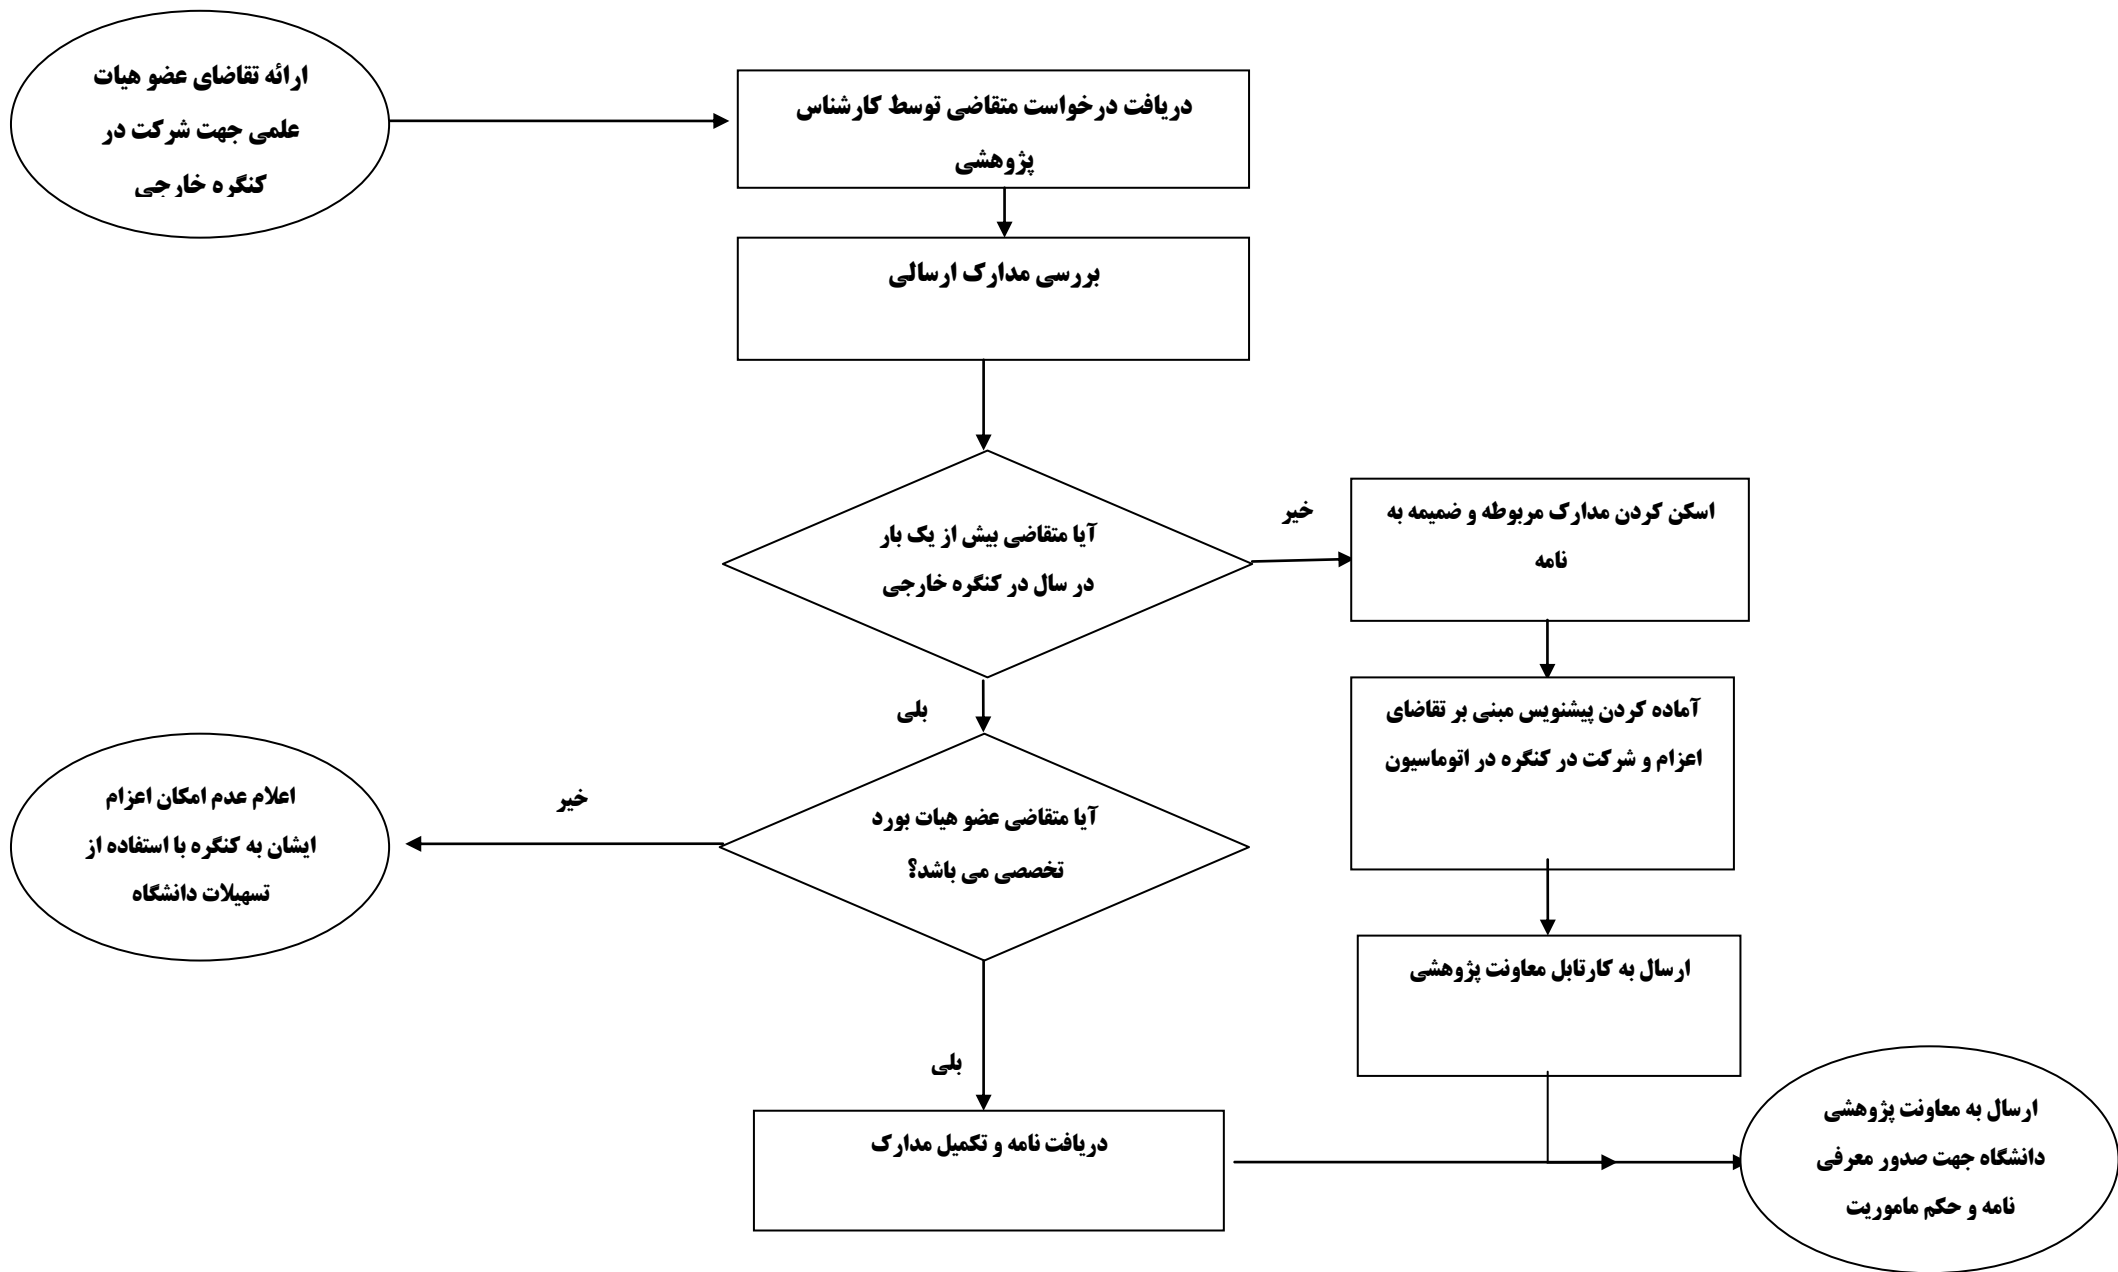 ارائه تقاضای عضو هیات
علمی جهت شرکت در
کنگره خارجی
دریافت درخواست متقاضی توسط کارشناس
پژوهشی
بررسی مدارک ارسالی
آیا متقاضی بیش از یک بار
در سال در کنگره خارجی
خیر
اسکن کردن مدارک مربوطه و ضمیمه به
نامه
بلی
آماده کردن پیشنویس مبنی بر تقاضای
اعزام و شرکت در کنگره در اتوماسیون
آیا متقاضی عضو هیات بورد
تخصصی می باشد؟
خیر
اعلام عدم امکان اعزام
ایشان به کنگره با استفاده از
تسهیلات دانشگاه
ارسال به کارتابل معاونت پژوهشی
بلی
دریافت نامه و تکمیل مدارک
ارسال به معاونت پژوهشی
دانشگاه جهت صدور معرفی
نامه و حکم ماموریت